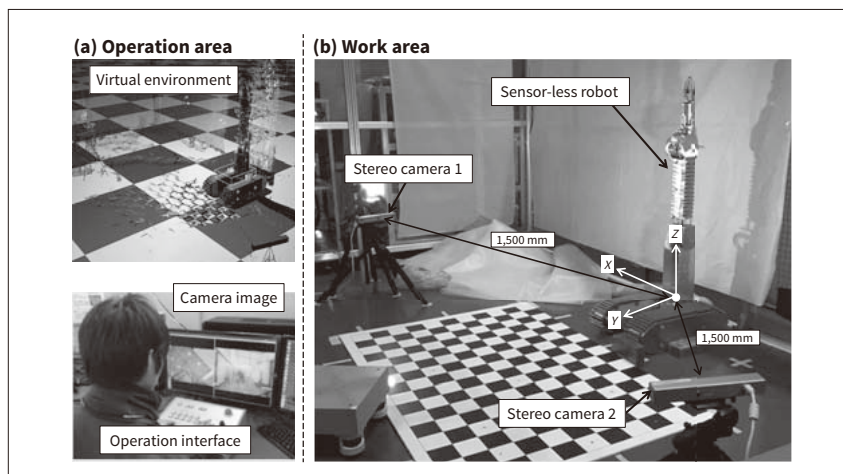 (a) Operation area
Virtual environment
Camera image
Operation interface
(b) Work area
Sensor-less robot
Stereo camera 1
1,500 mm
Z
X
Y
1,500 mm
Stereo camera 2